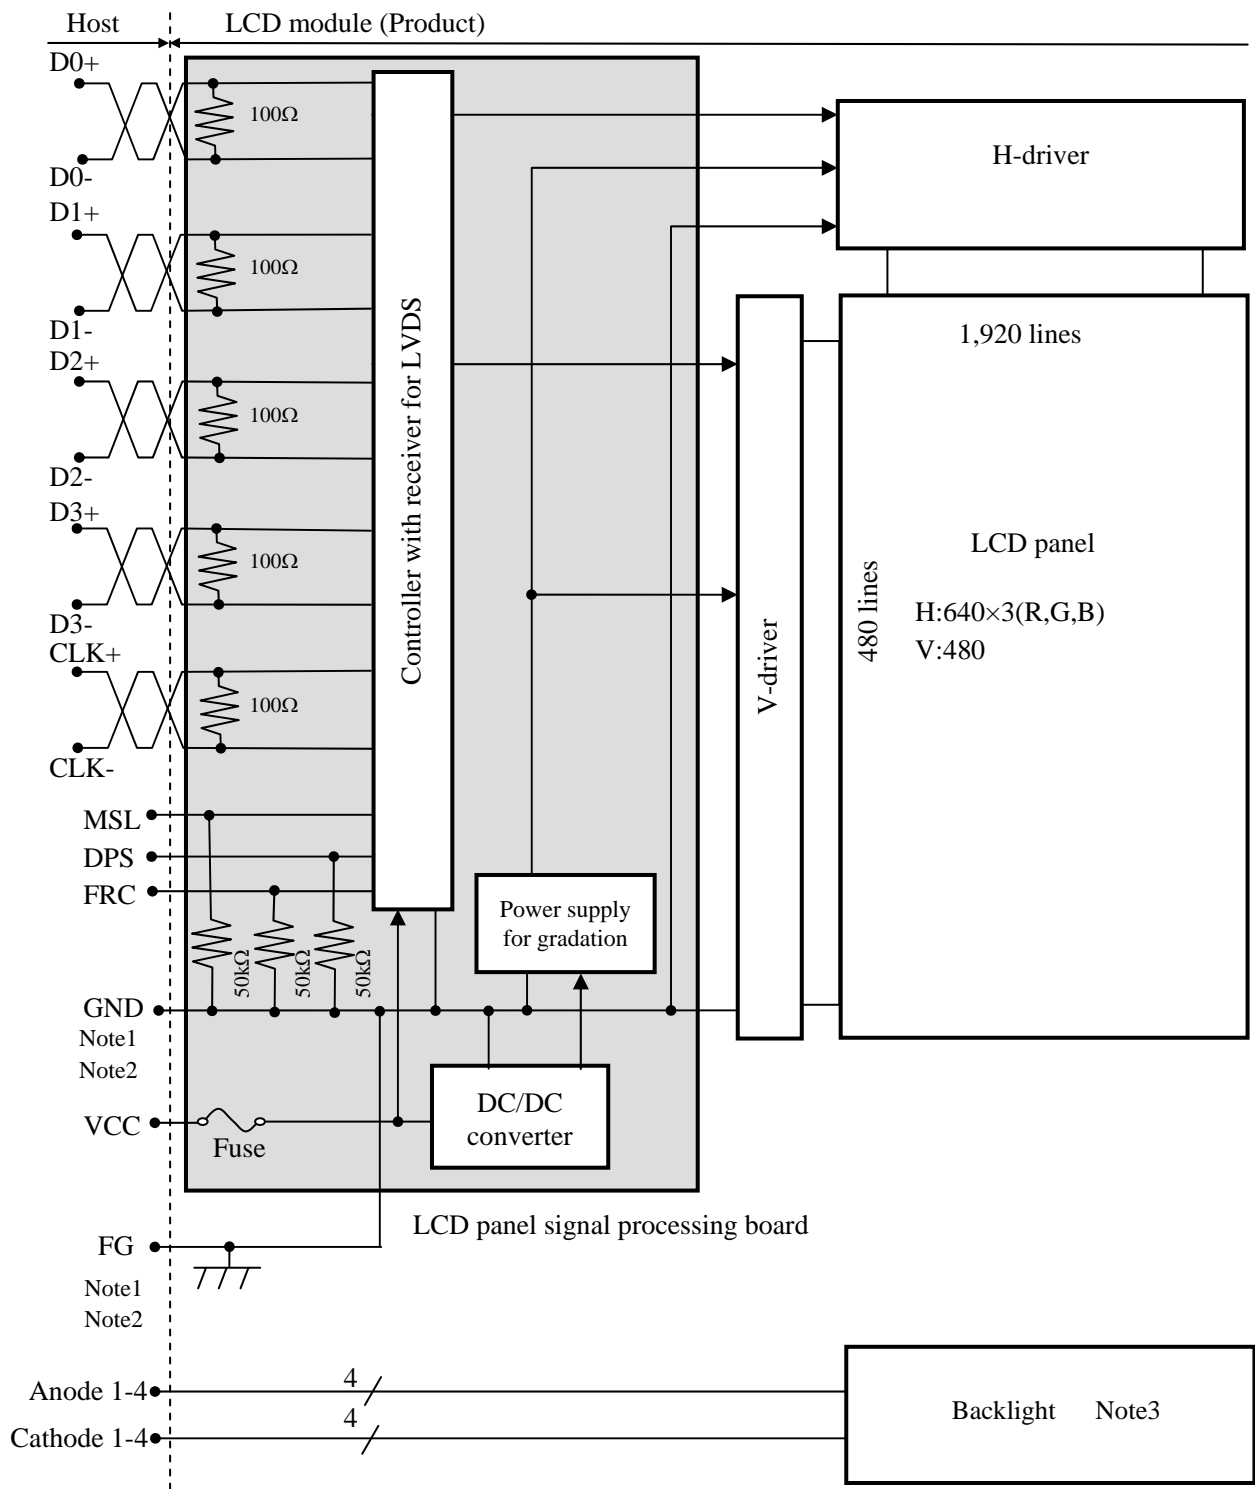 Host
LCD module (Product)
D0+
100Ω
D0-
D1+
100Ω
D1-
D2+
100Ω
D2-
D3+
100Ω
D3-
CLK+
100Ω
CLK-
MSL
DPS
FRC
50kΩ
50kΩ
50kΩ
GND
Note1
Note2
VCC
Fuse
FG
Note1
Note2
Controller with receiver for LVDS
Power supply
for gradation
DC/DC
converter
LCD panel signal processing board
H-driver
V-driver
1,920 lines
480 lines
LCD panel
H:640×3(R,G,B)
V:480
Anode 1-4
4
Cathode 1-4
4
Backlight Note3